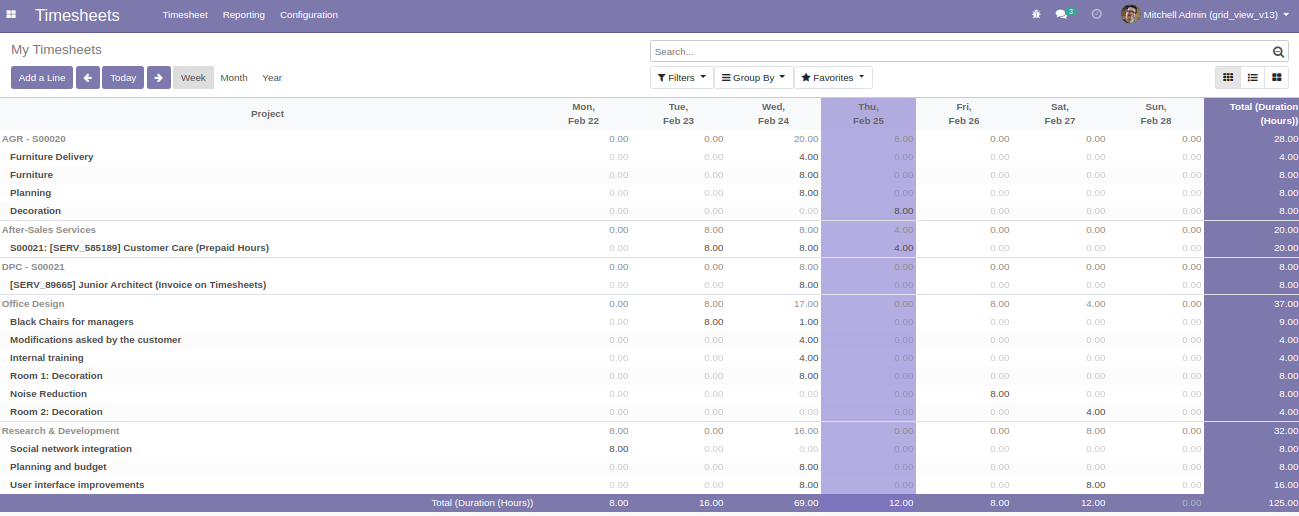 Timesheets Timesheet Reporting Configuration 3 Mitchell Admin (grid_view_v13)
My Timesheets Search...
Add a Line Today Week Month Year Filters Group By Favorites
Project Mon, Feb 22 Tue, Feb 23 Wed, Feb 24 Thu, Feb 25 Fri, Feb 26 Sat, Feb 27 Sun, Feb 28 Total (Duration (Hours))
AGR - S00020 0.00 0.00 20.00 8.00 0.00 0.00 0.00 28.00
Furniture Delivery 0.00 0.00 4.00 0.00 0.00 0.00 0.00 4.00
Furniture 0.00 0.00 8.00 0.00 0.00 0.00 0.00 8.00
Planning 0.00 0.00 8.00 0.00 0.00 0.00 0.00 8.00
Decoration 0.00 0.00 0.00 8.00 0.00 0.00 0.00 8.00
After-Sales Services 0.00 8.00 8.00 4.00 0.00 0.00 0.00 20.00
S00021: [SERV_585189] Customer Care (Prepaid Hours) 0.00 8.00 8.00 4.00 0.00 0.00 0.00 20.00
DPC - S00021 0.00 0.00 8.00 0.00 0.00 0.00 0.00 8.00
[SERV_89665] Junior Architect (Invoice on Timesheets) 0.00 0.00 8.00 0.00 0.00 0.00 0.00 8.00
Office Design 0.00 8.00 17.00 0.00 8.00 4.00 0.00 37.00
Black Chairs for managers 0.00 8.00 1.00 0.00 0.00 0.00 0.00 9.00
Modifications asked by the customer 0.00 0.00 4.00 0.00 0.00 0.00 0.00 4.00
Internal training 0.00 0.00 4.00 0.00 0.00 0.00 0.00 4.00
Room 1: Decoration 0.00 0.00 8.00 0.00 0.00 0.00 0.00 8.00
Noise Reduction 0.00 0.00 0.00 0.00 8.00 0.00 0.00 8.00
Room 2: Decoration 0.00 0.00 0.00 0.00 0.00 4.00 0.00 4.00
Research & Development 8.00 0.00 16.00 0.00 0.00 8.00 0.00 32.00
Social network integration 8.00 0.00 0.00 0.00 0.00 0.00 0.00 8.00
Planning and budget 0.00 0.00 8.00 0.00 0.00 0.00 0.00 8.00
User interface improvements 0.00 0.00 8.00 0.00 0.00 8.00 0.00 16.00
Total (Duration (Hours)) 8.00 16.00 69.00 12.00 8.00 12.00 0.00 125.00